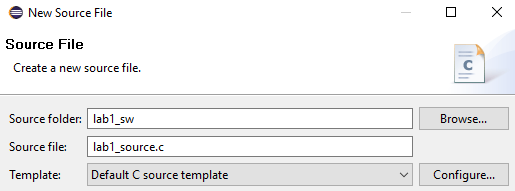 New Source File
Source File
Create a new source file.
C
Source folder: lab1_sw Browse...
Source file: lab1_source.c
Template: Default C source template Configure...